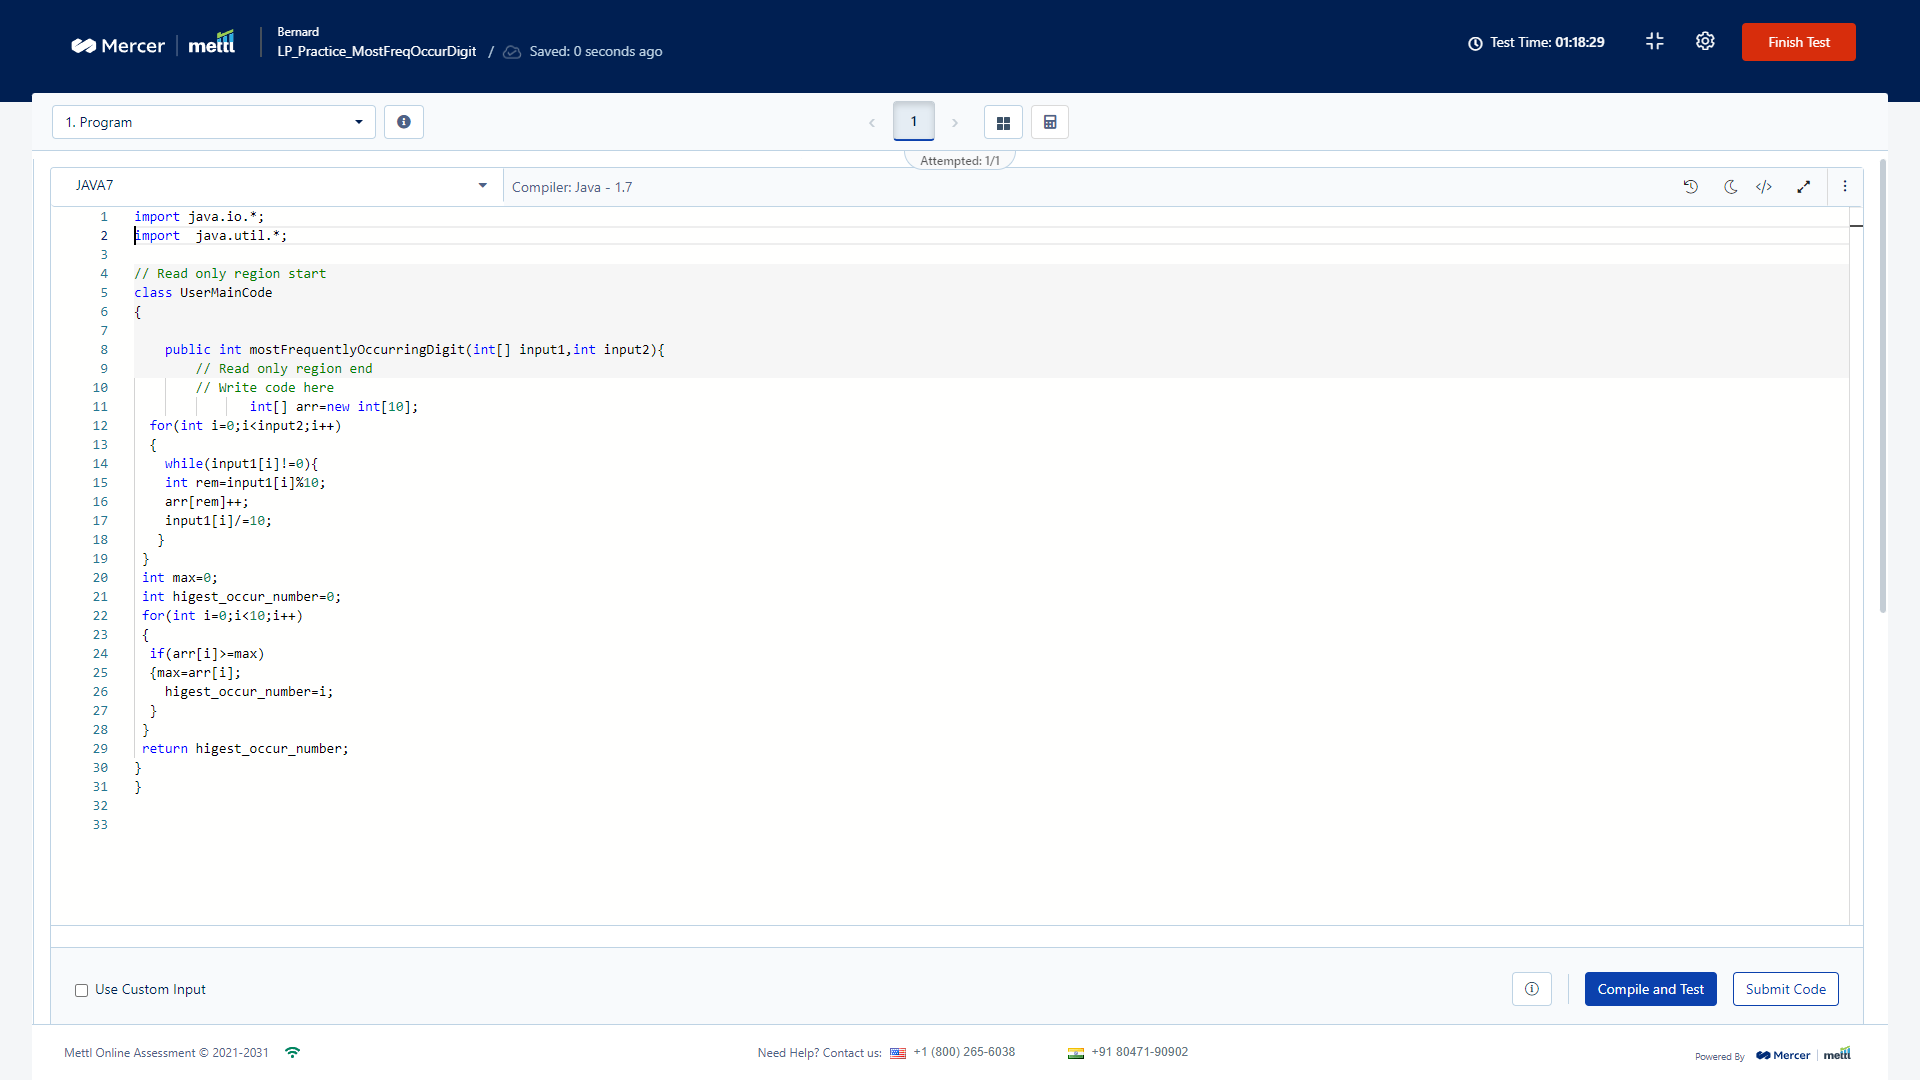 Mercer | mettl
Bernard
LP_Practice_MostFreqOccurDigit / Saved: 0 seconds ago
Test Time: 01:18:29
Finish Test
1. Program
1
Attempted: 1/1
JAVA7
Compiler: Java - 1.7
1 import java.io.*;
2 import  java.util.*;
3
4 // Read only region start
5 class UserMainCode
6 {
7
8     public int mostFrequentlyOccurringDigit(int[] input1,int input2){
9         // Read only region end
10         // Write code here
11                int[] arr=new int[10];
12   for(int i=0;i<input2;i++)
13   {
14     while(input1[i]!=0){
15     int rem=input1[i]%10;
16     arr[rem]++;
17     input1[i]/=10;
18    }
19  }
20  int max=0;
21  int higest_occur_number=0;
22  for(int i=0;i<10;i++)
23  {
24   if(arr[i]>=max)
25   {max=arr[i];
26     higest_occur_number=i;
27   }
28  }
29  return higest_occur_number;
30 }
31 }
32
33
Use Custom Input
Compile and Test
Submit Code
Mettl Online Assessment © 2021-2031
Need Help? Contact us: +1 (800) 265-6038
+91 80471-90902
Powered By Mercer | mettl